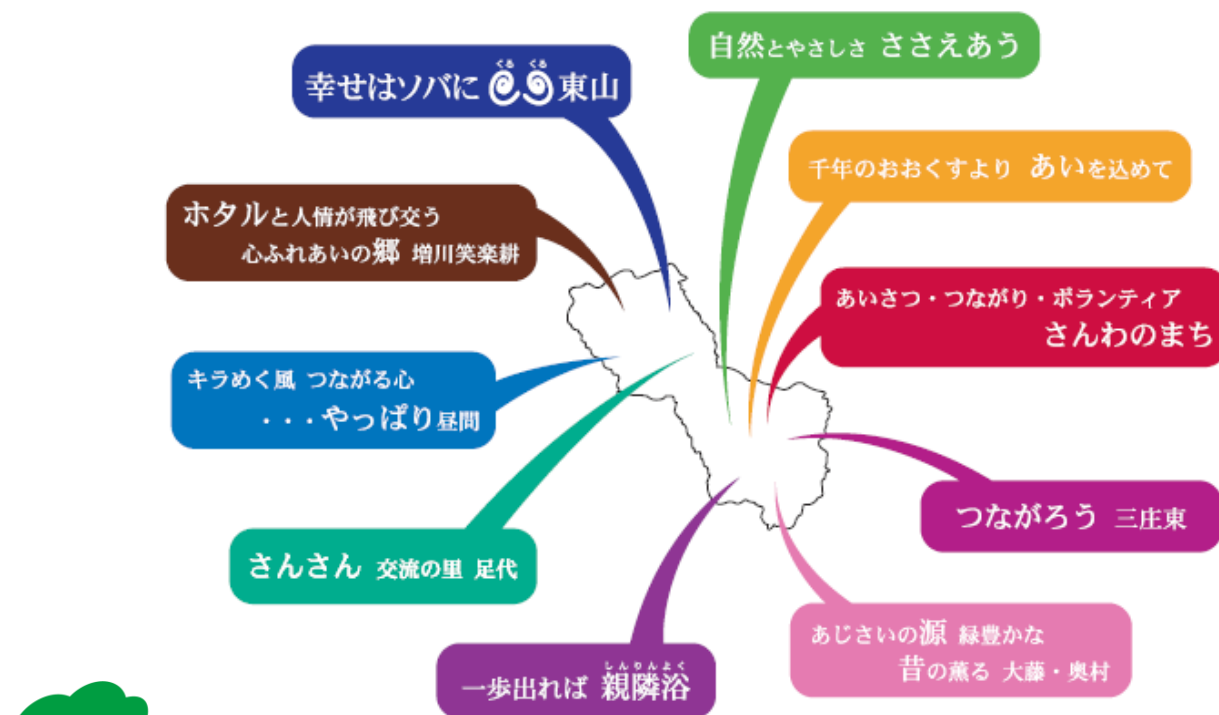 自然とやさしさ ささえあう
くる くる
幸せはソバに 東山
千年のおおくすより あいを込めて
ホタルと人情が飛び交う
心ふれあいの郷 増川笑楽耕
あいさつ・つながり・ボランティア
さんわのまち
キラめく風 つながる心
・・・やっぱり昼間
つながろう 三庄東
さんさん 交流の里 足代
あじさいの源 緑豊かな
昔の薫る 大藤・奥村
しんりんよく
一歩出れば 親隣浴